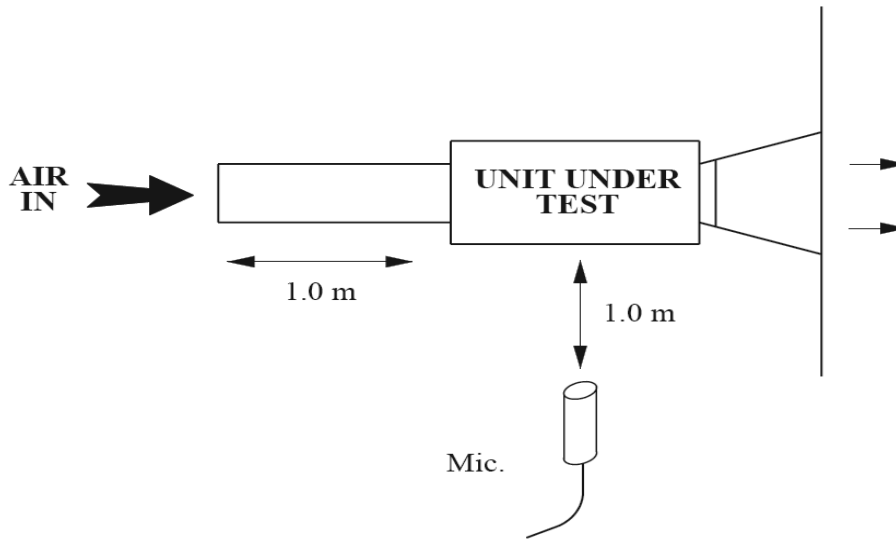 AIR
IN
UNIT UNDER
TEST
1.0 m
1.0 m
Mic.